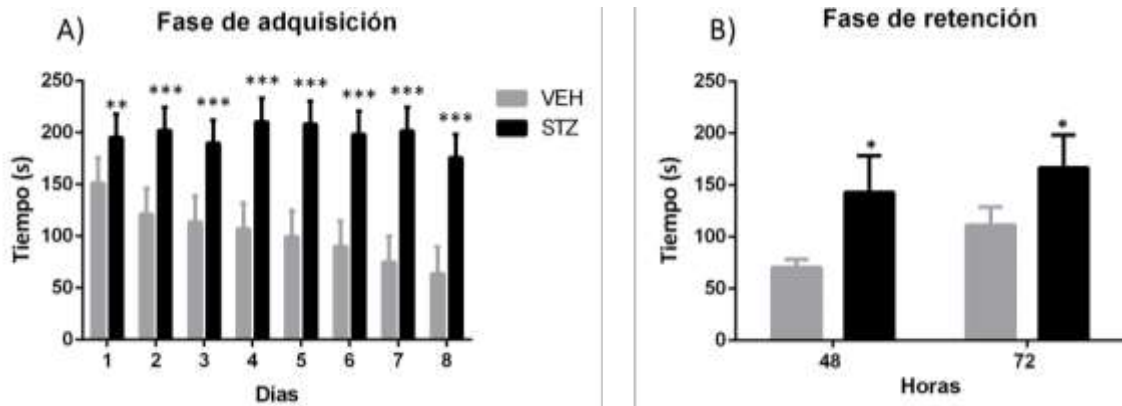 A)
Fase de adquisición
250
200
150
100
50
0
Tiempo (s)
** *** *** *** *** *** *** ***
1 2 3 4 5 6 7 8
Dias
VEH
STZ
B)
Fase de retención
250
200
150
100
50
0
Tiempo (s)
* *
48 72
Horas